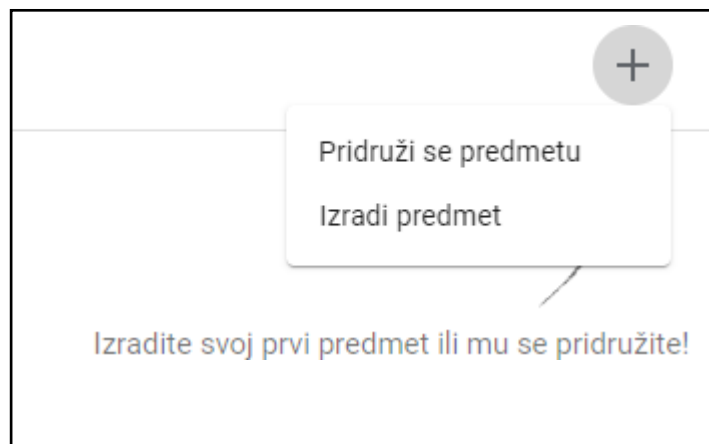 Pridruži se predmetu
Izradi predmet
Izradite svoj prvi predmet ili mu se pridružite!